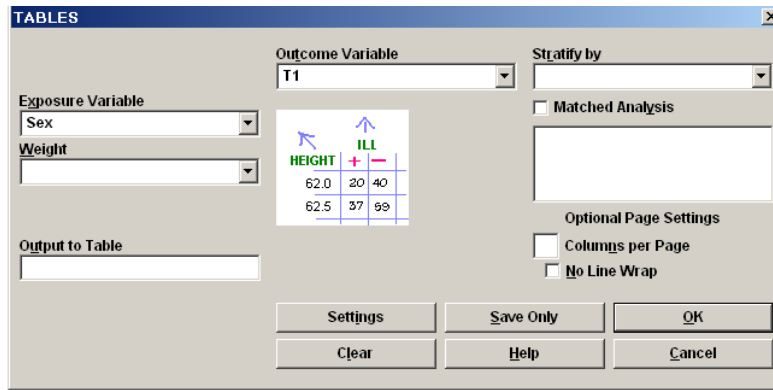 TABLES
Outcome Variable
T1
Stratify by
Exposure Variable
Sex
Matched Analysis
Weight
ILL
HEIGHT + −
62.0 20 40
62.5 37 69
Optional Page Settings
Output to Table
Columns per Page
No Line Wrap
Settings
Save Only
OK
Clear
Help
Cancel